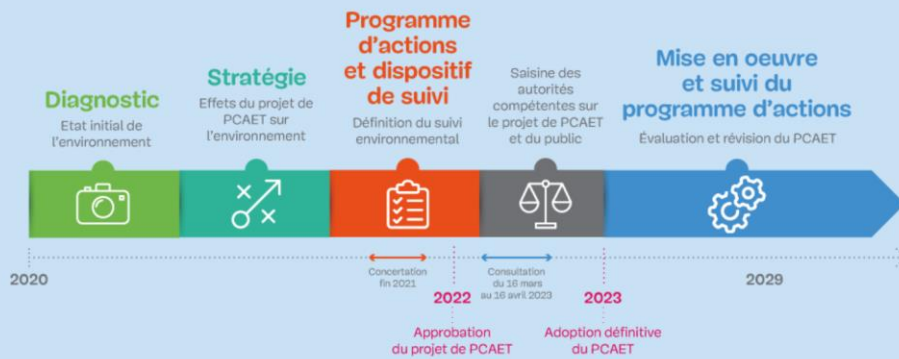 Diagnostic
Etat initial de
l'environnement
Stratégie
Effets du projet de
PCAET sur
l'environnement
Programme
d'actions
et dispositif
de suivi
Définition du suivi
environnemental
Saisine des
autorités
compétentes sur
le projet de PCAET
et du public
Mise en oeuvre
et suivi du
programme d'actions
Évaluation et révision du PCAET
2020
Concertation
fin 2021
2022
Approbation
du projet de PCAET
Consultation
du 16 mars
au 16 avril 2023
2023
Adoption définitive
du PCAET
2029